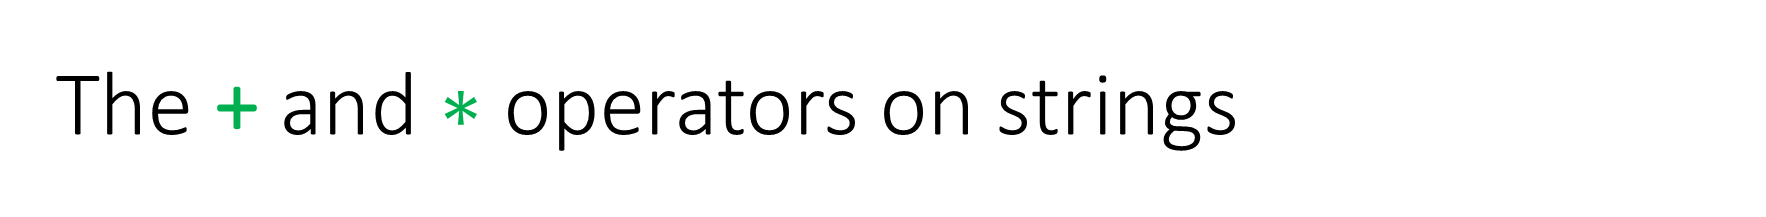 The + and * operators on strings